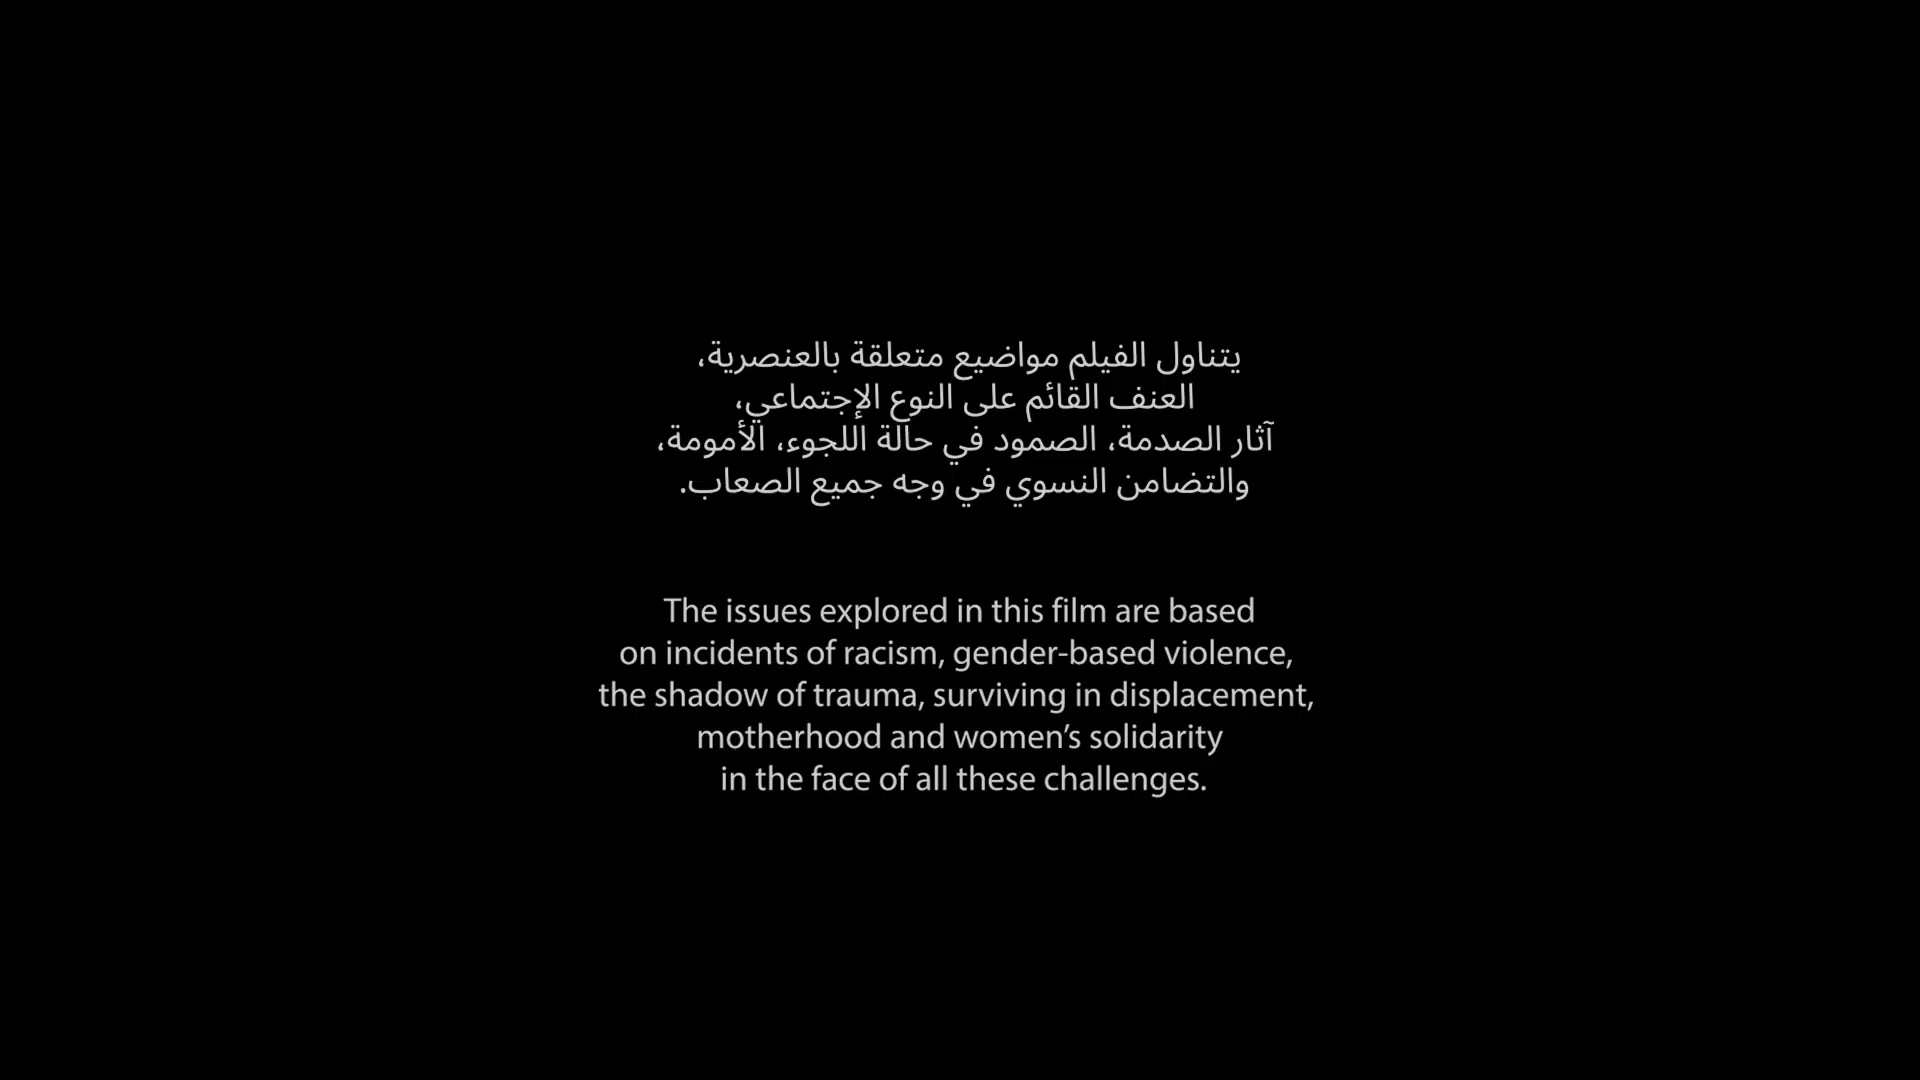 يتناول الفيلم مواضيع متعلقة بالعنصرية،
العنف القائم على النوع الإجتماعي،
آثار الصدمة، الصمود في حالة اللجوء، الأمومة،
والتضامن النسوي في وجه جميع الصعاب.
The issues explored in this film are based
on incidents of racism, gender-based violence,
the shadow of trauma, surviving in displacement,
motherhood and women’s solidarity
in the face of all these challenges.